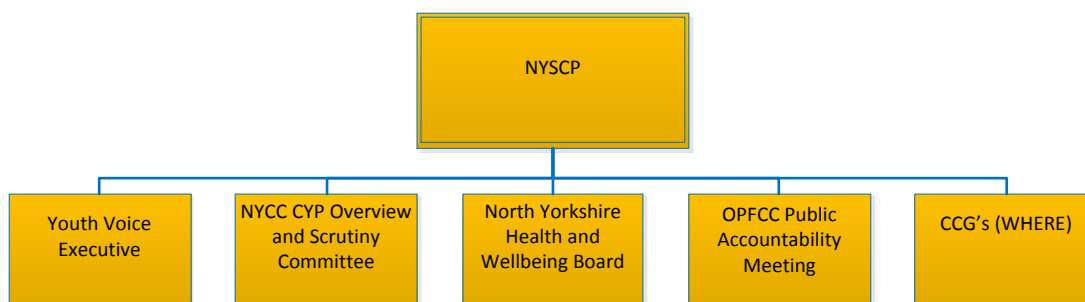 NYSCP
Youth Voice
Executive
NYCC CYP Overview
and Scrutiny
Committee
North Yorkshire
Health and
Wellbeing Board
OPFCC Public
Accountability
Meeting
CCG’s (WHERE)